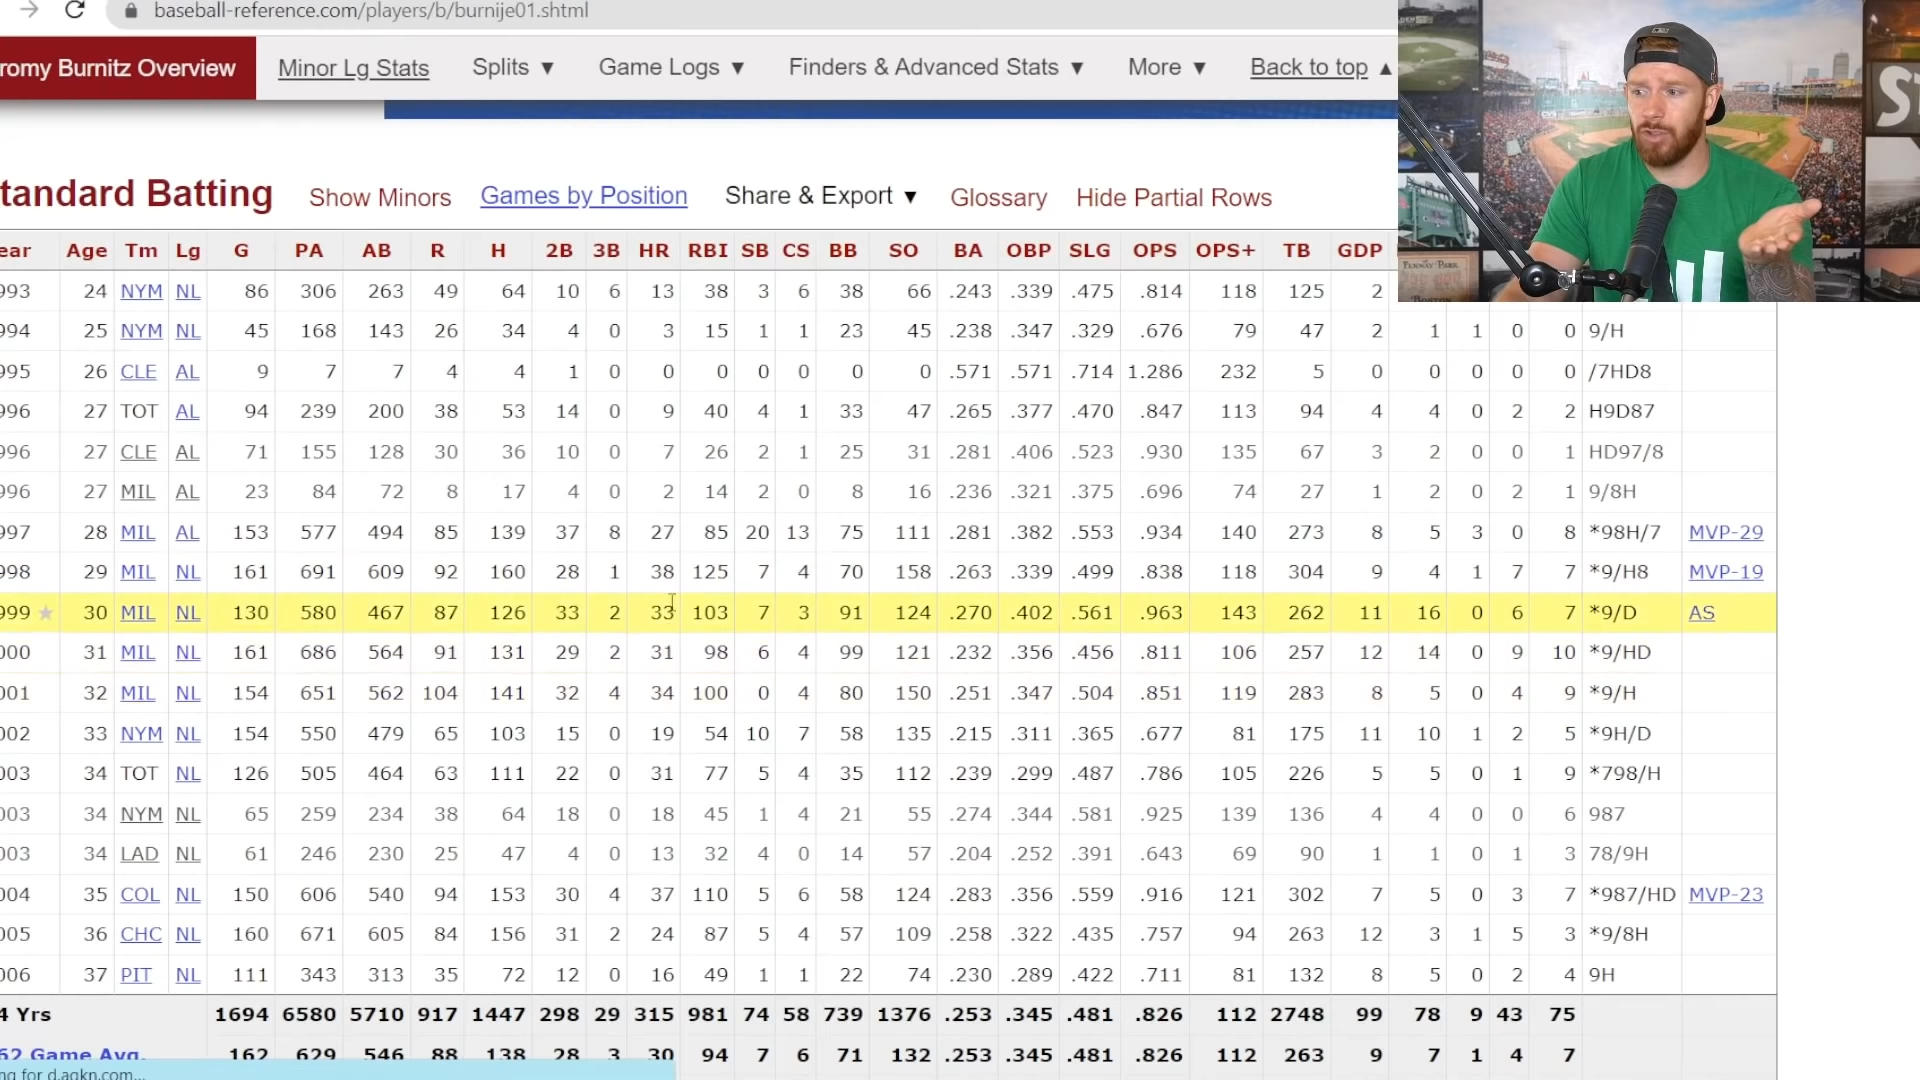 baseball-reference.com/players/b/burnije01.shtml
romy Burnitz Overview Minor Lg Stats Splits ▼ Game Logs ▼ Finders & Advanced Stats ▼ More ▼ Back to top ▲
tandard Batting Show Minors Games by Position Share & Export ▼ Glossary Hide Partial Rows
ear Age Tm Lg G PA AB R H 2B 3B HR RBI SB CS BB SO BA OBP SLG OPS OPS+ TB GDP
993 24 NYM NL 86 306 263 49 64 10 6 13 38 3 6 38 66 .243 .339 .475 .814 118 125 2
994 25 NYM NL 45 168 143 26 34 4 0 3 15 1 1 23 45 .238 .347 .329 .676 79 47 2 1 1 0 0 9/H
995 26 CLE AL 9 7 7 4 4 1 0 0 0 0 0 0 0 .571 .571 .714 1.286 232 5 0 0 0 0 0 /7HD8
996 27 TOT AL 94 239 200 38 53 14 0 9 40 4 1 33 47 .265 .377 .470 .847 113 94 4 4 0 2 2 H9D87
996 27 CLE AL 71 155 128 30 36 10 0 7 26 2 1 25 31 .281 .406 .523 .930 135 67 3 2 0 0 1 HD97/8
996 27 MIL AL 23 84 72 8 17 4 0 2 14 2 0 8 16 .236 .321 .375 .696 74 27 1 2 0 2 1 9/8H
997 28 MIL AL 153 577 494 85 139 37 8 27 85 20 13 75 111 .281 .382 .553 .934 140 273 8 5 3 0 8 *98H/7 MVP-29
998 29 MIL NL 161 691 609 92 160 28 1 38 125 7 4 70 158 .263 .339 .499 .838 118 304 9 4 1 7 7 *9/H8 MVP-19
999 ★ 30 MIL NL 130 580 467 87 126 33 2 33 103 7 3 91 124 .270 .402 .561 .963 143 262 11 16 0 6 7 *9/D AS
000 31 MIL NL 161 686 564 91 131 29 2 31 98 6 4 99 121 .232 .356 .456 .811 106 257 12 14 0 9 10 *9/HD
001 32 MIL NL 154 651 562 104 141 32 4 34 100 0 4 80 150 .251 .347 .504 .851 119 283 8 5 0 4 9 *9/H
002 33 NYM NL 154 550 479 65 103 15 0 19 54 10 7 58 135 .215 .311 .365 .677 81 175 11 10 1 2 5 *9H/D
003 34 TOT NL 126 505 464 63 111 22 0 31 77 5 4 35 112 .239 .299 .487 .786 105 226 5 5 0 1 9 *798/H
003 34 NYM NL 65 259 234 38 64 18 0 18 45 1 4 21 55 .274 .344 .581 .925 139 136 4 4 0 0 6 987
003 34 LAD NL 61 246 230 25 47 4 0 13 32 4 0 14 57 .204 .252 .391 .643 69 90 1 1 0 1 3 78/9H
004 35 COL NL 150 606 540 94 153 30 4 37 110 5 6 58 124 .283 .356 .559 .916 121 302 7 5 0 3 7 *987/HD MVP-23
005 36 CHC NL 160 671 605 84 156 31 2 24 87 5 4 57 109 .258 .322 .435 .757 94 263 12 3 1 5 3 *9/8H
006 37 PIT NL 111 343 313 35 72 12 0 16 49 1 1 22 74 .230 .289 .422 .711 81 132 8 5 0 2 4 9H
4 Yrs 1694 6580 5710 917 1447 298 29 315 981 74 58 739 1376 .253 .345 .481 .826 112 2748 99 78 9 43 75
62 Game Avg. 162 629 546 88 138 28 3 30 94 7 6 71 132 .253 .345 .481 .826 112 263 9 7 1 4 7
ng for d.agkn.com...
FENWAY PARK
BOSTON